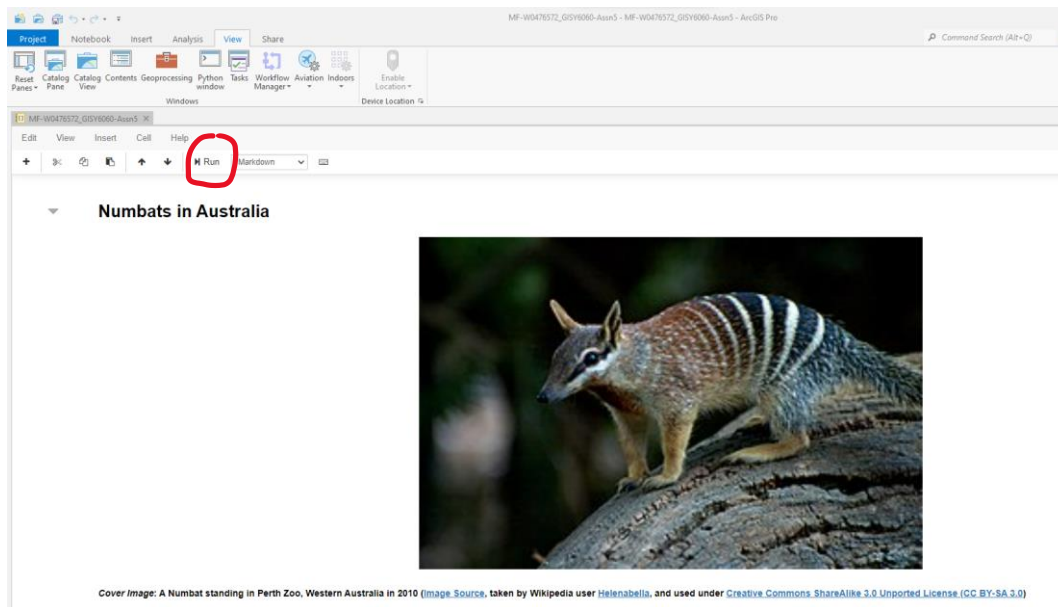 MF-W0476572_GISY6060-Assn5 - MF-W0476572_GISY6060-Assn5 - ArcGIS Pro
Project Notebook Insert Analysis View Share
Command Search (Alt+Q)
Reset Panes
Catalog Pane
Catalog View
Contents
Geoprocessing
Python window
Tasks
Workflow Manager
Aviation
Indoors
Enable Location
Windows
Device Location
MF-W0476572_GISY6060-Assn5
Edit View Insert Cell Help
Run Markdown
Numbats in Australia
Cover Image: A Numbat standing in Perth Zoo, Western Australia in 2010 (Image Source, taken by Wikipedia user Helenabella, and used under Creative Commons ShareAlike 3.0 Unported License (CC BY-SA 3.0)